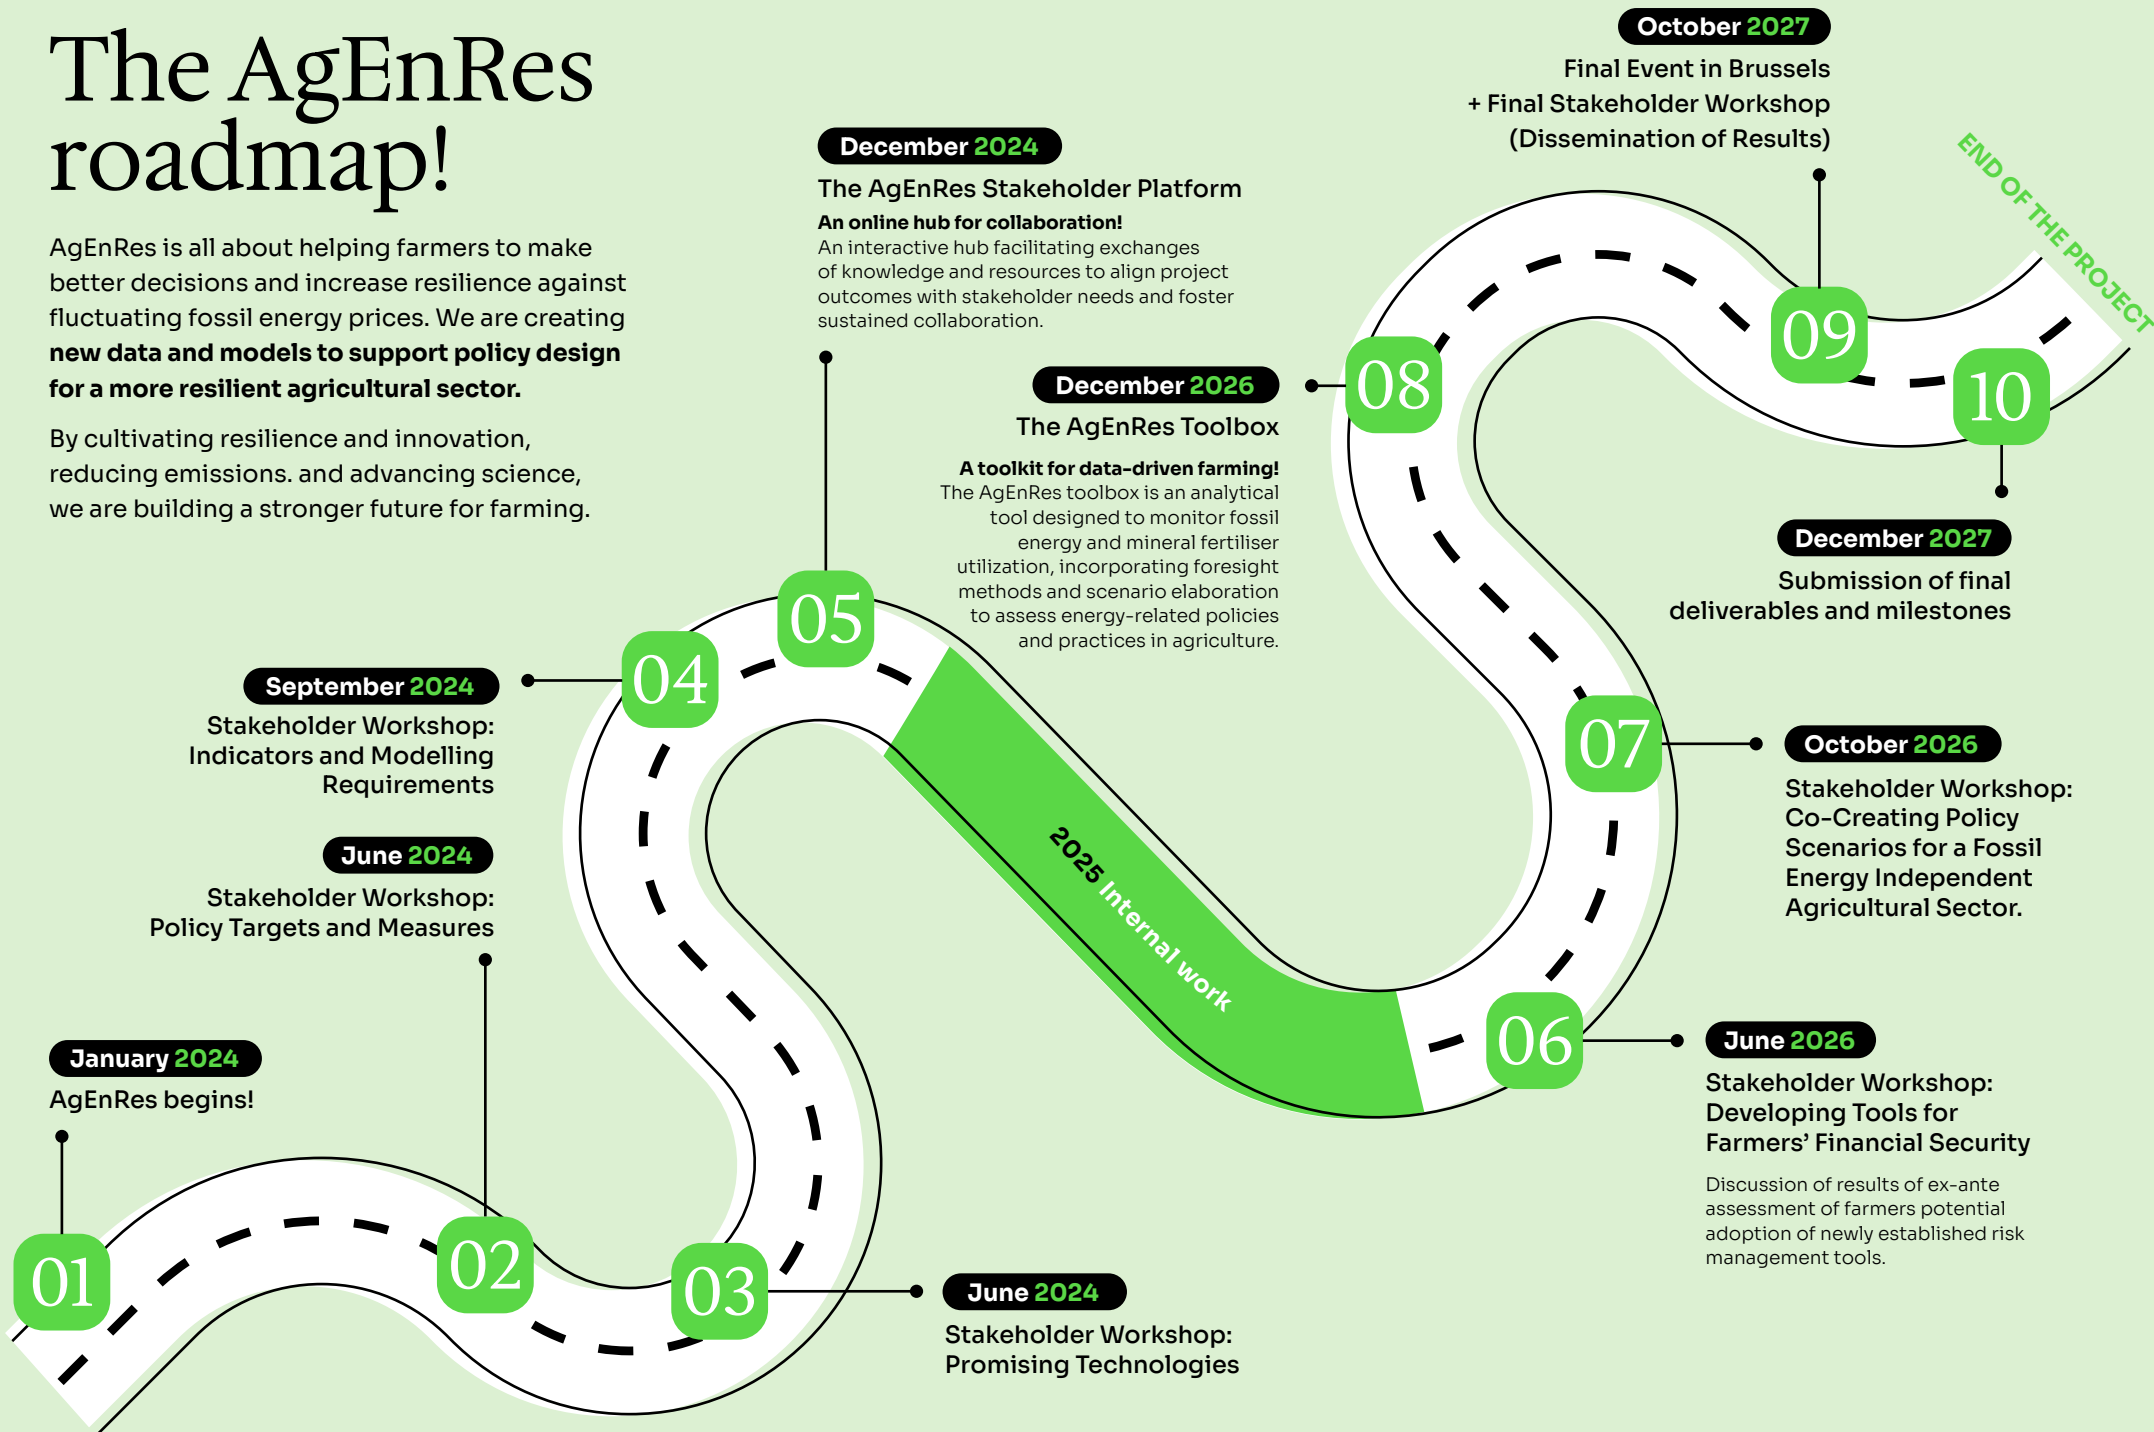 The AgEnRes
roadmap!
AgEnRes is all about helping farmers to make
better decisions and increase resilience against
fluctuating fossil energy prices. We are creating
new data and models to support policy design
for a more resilient agricultural sector.
By cultivating resilience and innovation,
reducing emissions. and advancing science,
we are building a stronger future for farming.
01
January 2024
AgEnRes begins!
02
June 2024
Stakeholder Workshop:
Policy Targets and Measures
03
June 2024
Stakeholder Workshop:
Promising Technologies
04
September 2024
Stakeholder Workshop:
Indicators and Modelling
Requirements
05
December 2024
The AgEnRes Stakeholder Platform
An online hub for collaboration!
An interactive hub facilitating exchanges
of knowledge and resources to align project
outcomes with stakeholder needs and foster
sustained collaboration.
2025 Internal work
06
June 2026
Stakeholder Workshop:
Developing Tools for
Farmers’ Financial Security
Discussion of results of ex-ante
assessment of farmers potential
adoption of newly established risk
management tools.
07
October 2026
Stakeholder Workshop:
Co-Creating Policy
Scenarios for a Fossil
Energy Independent
Agricultural Sector.
08
December 2026
The AgEnRes Toolbox
A toolkit for data-driven farming!
The AgEnRes toolbox is an analytical
tool designed to monitor fossil
energy and mineral fertiliser
utilization, incorporating foresight
methods and scenario elaboration
to assess energy-related policies
and practices in agriculture.
09
October 2027
Final Event in Brussels
+ Final Stakeholder Workshop
(Dissemination of Results)
10
December 2027
Submission of final
deliverables and milestones
END OF THE PROJECT